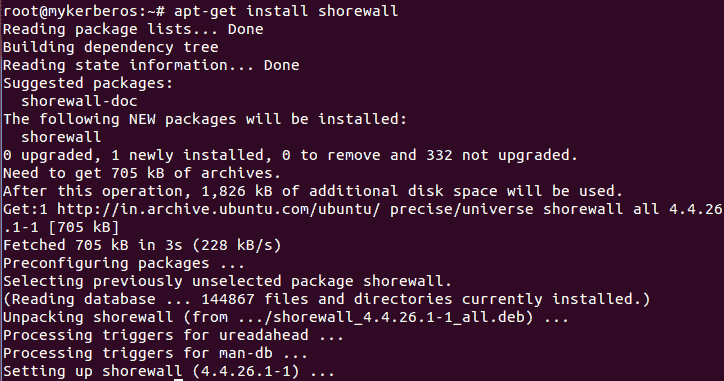 root@mykerberos:~# apt-get install shorewall
Reading package lists... Done
Building dependency tree
Reading state information... Done
Suggested packages:
  shorewall-doc
The following NEW packages will be installed:
  shorewall
0 upgraded, 1 newly installed, 0 to remove and 332 not upgraded.
Need to get 705 kB of archives.
After this operation, 1,826 kB of additional disk space will be used.
Get:1 http://in.archive.ubuntu.com/ubuntu/ precise/universe shorewall all 4.4.26
.1-1 [705 kB]
Fetched 705 kB in 3s (228 kB/s)
Preconfiguring packages ...
Selecting previously unselected package shorewall.
(Reading database ... 144867 files and directories currently installed.)
Unpacking shorewall (from .../shorewall_4.4.26.1-1_all.deb) ...
Processing triggers for ureadahead ...
Processing triggers for man-db ...
Setting up shorewall (4.4.26.1-1) ...